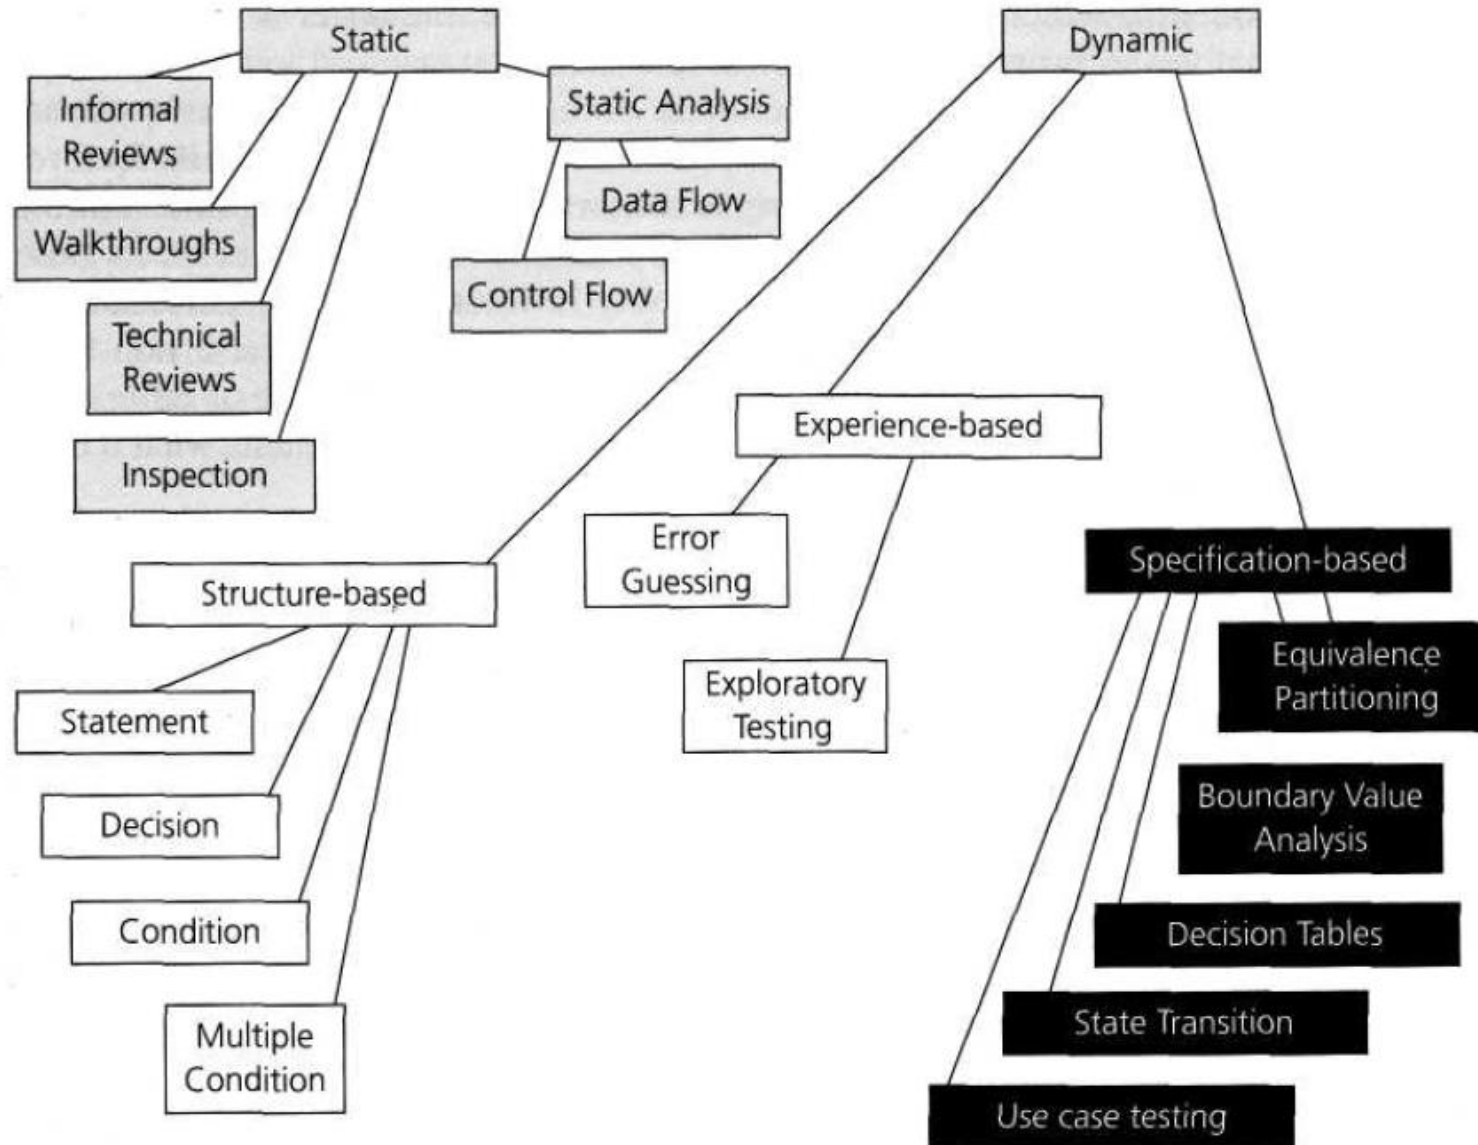 Static
Dynamic
Informal
Reviews
Static Analysis
Data Flow
Walkthroughs
Control Flow
Technical
Reviews
Experience-based
Inspection
Error
Guessing
Specification-based
Structure-based
Equivalence
Partitioning
Exploratory
Testing
Statement
Boundary Value
Analysis
Decision
Condition
Decision Tables
Multiple
Condition
State Transition
Use case testing